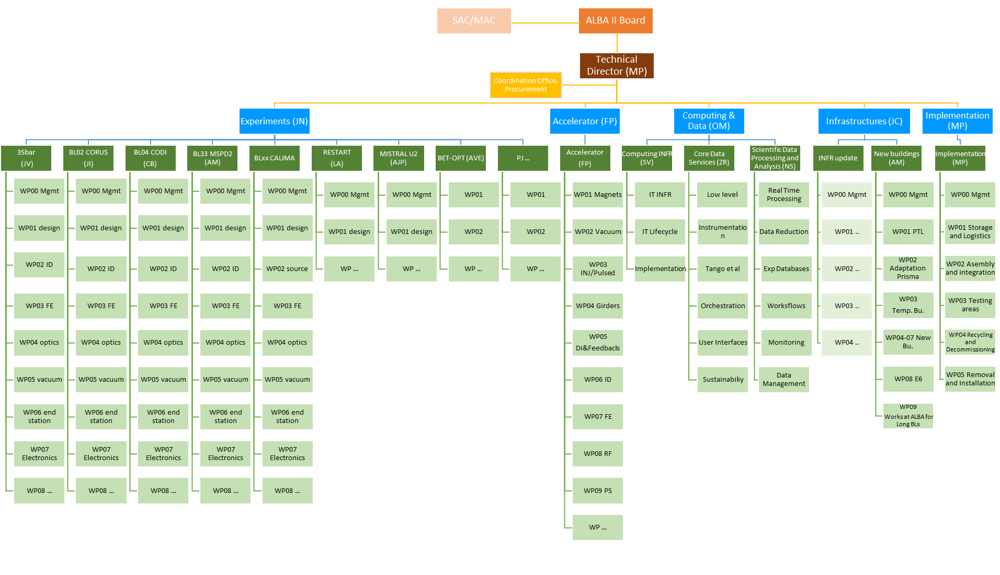 SAC/MAC
ALBA II Board
Technical
Director (MP)
Coordination Office,
Procurement
Experiments (JN)
Accelerator (FP)
Computing &
Data (OM)
Infrastructures (JC)
Implementation
(MP)
3Sbar
(JV)
BL02 CORUS
(JI)
BL04 CODI
(CB)
BL33 MSPD2
(AM)
BLxx CALIMA
RESTART
(LA)
MISTRAL U2
(AJP)
BET-OPT (AVE)
PJ ...
Accelerator
(FP)
Computing INFR
(SV)
Core Data
Services (ZR)
Scientific Data
Processing and
Analysis (NS)
INFR update
New buildings
(AM)
Implementation
(MP)
WP00 Mgmt
WP01 design
WP02 ID
WP03 FE
WP04 optics
WP05 vacuum
WP06 end
station
WP07
Electronics
WP08 ...
WP00 Mgmt
WP01 design
WP02 ID
WP03 FE
WP04 optics
WP05 vacuum
WP06 end
station
WP07
Electronics
WP08 ...
WP00 Mgmt
WP01 design
WP02 ID
WP03 FE
WP04 optics
WP05 vacuum
WP06 end
station
WP07
Electronics
WP08 ...
WP00 Mgmt
WP01 design
WP02 ID
WP03 FE
WP04 optics
WP05 vacuum
WP06 end
station
WP07
Electronics
WP08 ...
WP00 Mgmt
WP01 design
WP02 source
WP03 FE
WP04 optics
WP05 vacuum
WP06 end
station
WP07
Electronics
WP08 ...
WP00 Mgmt
WP01 design
WP ...
WP00 Mgmt
WP01 design
WP ...
WP01
WP02
WP ...
WP01
WP02
WP ...
WP01 Magnets
WP02 Vacuum
WP03
INJ/Pulsed
WP04 Girders
WP05
Di&Feedbacls
WP06 ID
WP07 FE
WP08 RF
WP09 PS
WP ...
IT INFR
IT Lifecycle
Implementation
Low level
Instrumentatio
n
Tango et al
Orchestration
User Interfaces
Sustainabiliy
Real Time
Processing
Data Reduction
Exp Databases
Worksflows
Monitoring
Data
Management
WP00 Mgmt
WP01 ..
WP02 ..
WP03 ..
WP04 ..
WP00 Mgmt
WP01 PTL
WP02
Adaptation
Prisma
WP03
Temp. Bu.
WP04-07 New
Bu.
WP08 E6
WP09
Works at ALBA for
Long BLs
WP00 Mgmt
WP01 Storage
and Logistics
WP02 Asembly
and integration
WP03 Testing
areas
WP04 Recycling
and
Decommissioning
WP05 Removal
and Installation